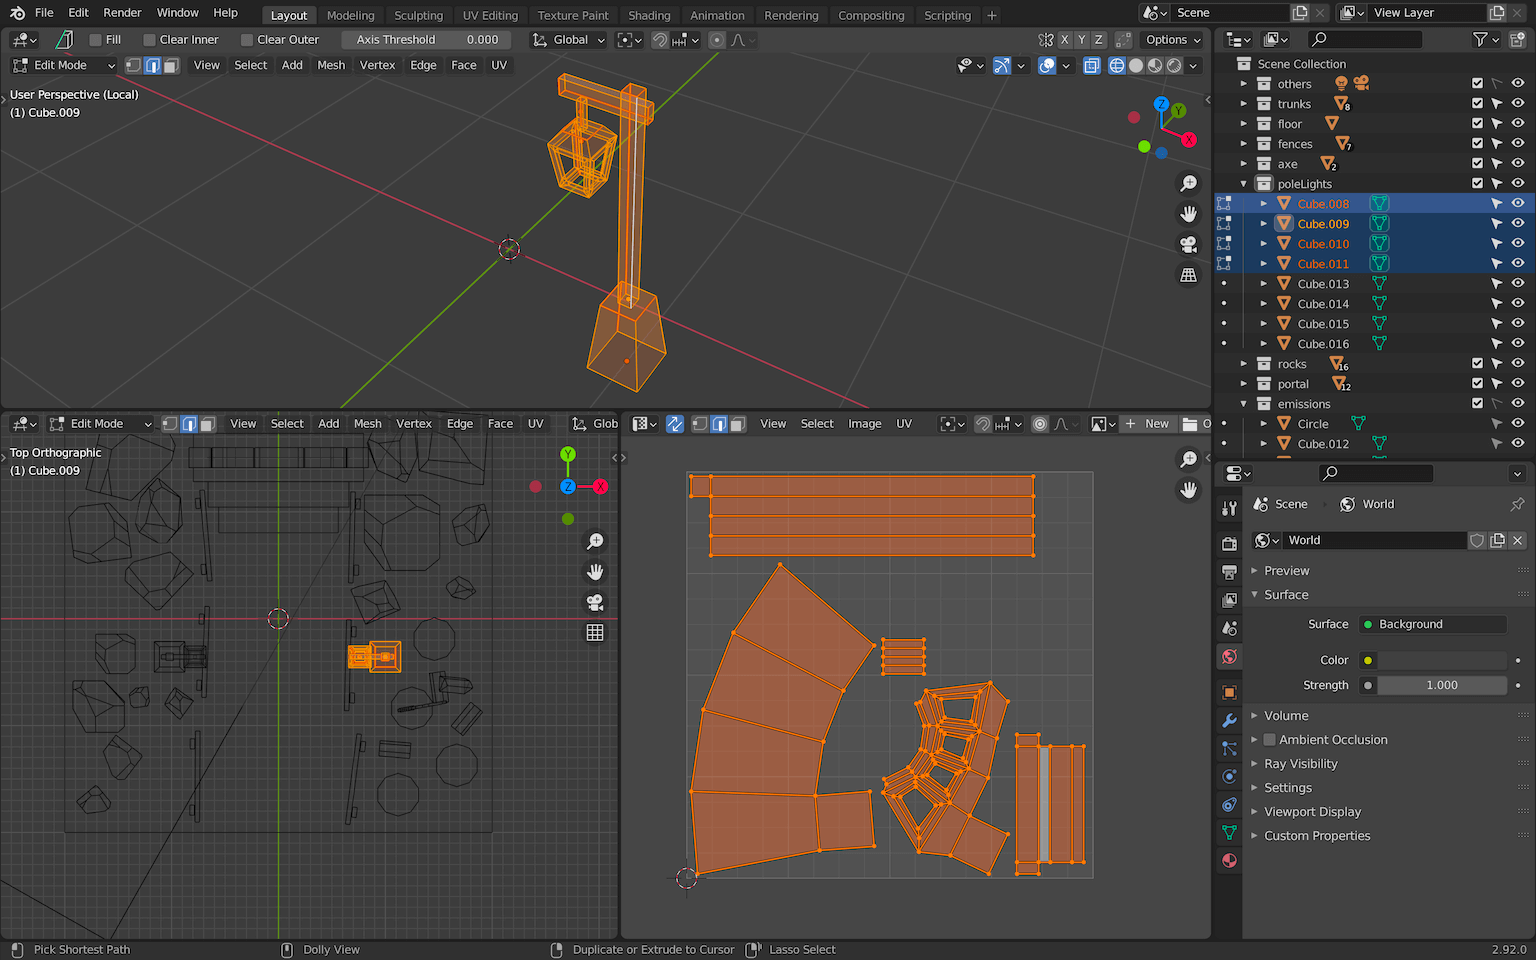 File Edit Render Window Help Layout Modeling Sculpting UV Editing Texture Paint Shading Animation Rendering Compositing Scripting + Scene View Layer
Fill Clear Inner Clear Outer Axis Threshold 0.000 Global X Y Z Options
Edit Mode View Select Add Mesh Vertex Edge Face UV
User Perspective (Local)
(1) Cube.009
Z
Y
X
Scene Collection
others
trunks 8
floor
fences 7
axe 2
poleLights
Cube.008
Cube.009
Cube.010
Cube.011
Cube.013
Cube.014
Cube.015
Cube.016
rocks 16
portal 12
emissions
Circle
Cube.012
Edit Mode View Select Add Mesh Vertex Edge Face UV Glob
Top Orthographic
(1) Cube.009
Y
Z X
View Select Image UV + New O
Scene › World
World
Preview
Surface
Surface Background
Color
Strength 1.000
Volume
Ambient Occlusion
Ray Visibility
Settings
Viewport Display
Custom Properties
Pick Shortest Path Dolly View Duplicate or Extrude to Cursor Lasso Select 2.92.0